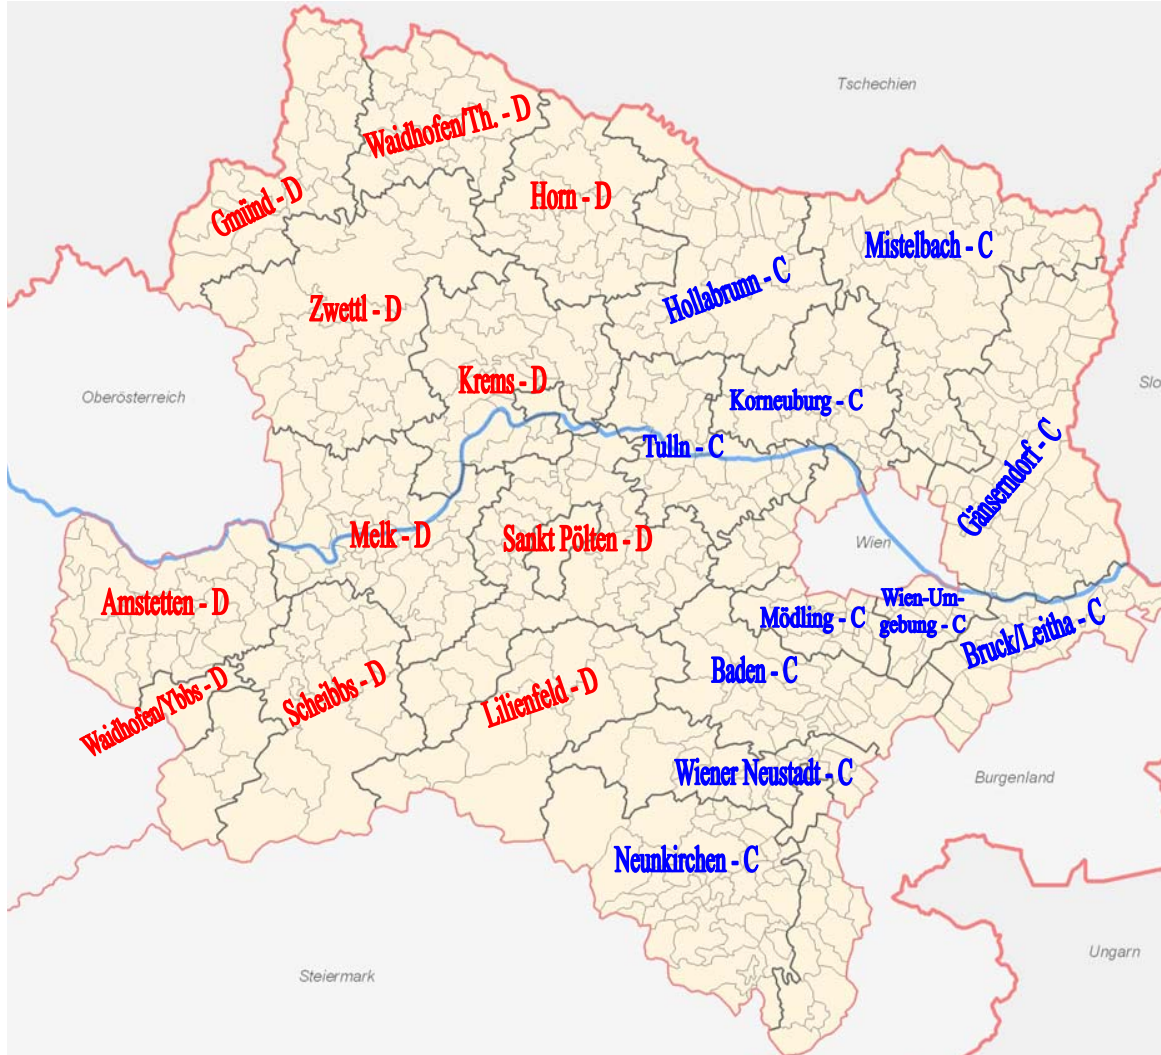 Tschechien
Waidhofen/Th. - D
Gmünd - D
Horn - D
Mistelbach - C
Hollabrunn - C
Zwettl - D
Krems - D
Korneuburg - C
Oberösterreich
Slo
Tulln - C
Gänserndorf - C
Melk - D
Sankt Pölten - D
Wien
Amstetten - D
Mödling - C
Wien-Um-
gebung - C
Bruck/Leitha - C
Baden - C
Waidhofen/Ybbs - D
Scheibbs - D
Lilienfeld - D
Wiener Neustadt - C
Burgenland
Neunkirchen - C
Ungarn
Steiermark